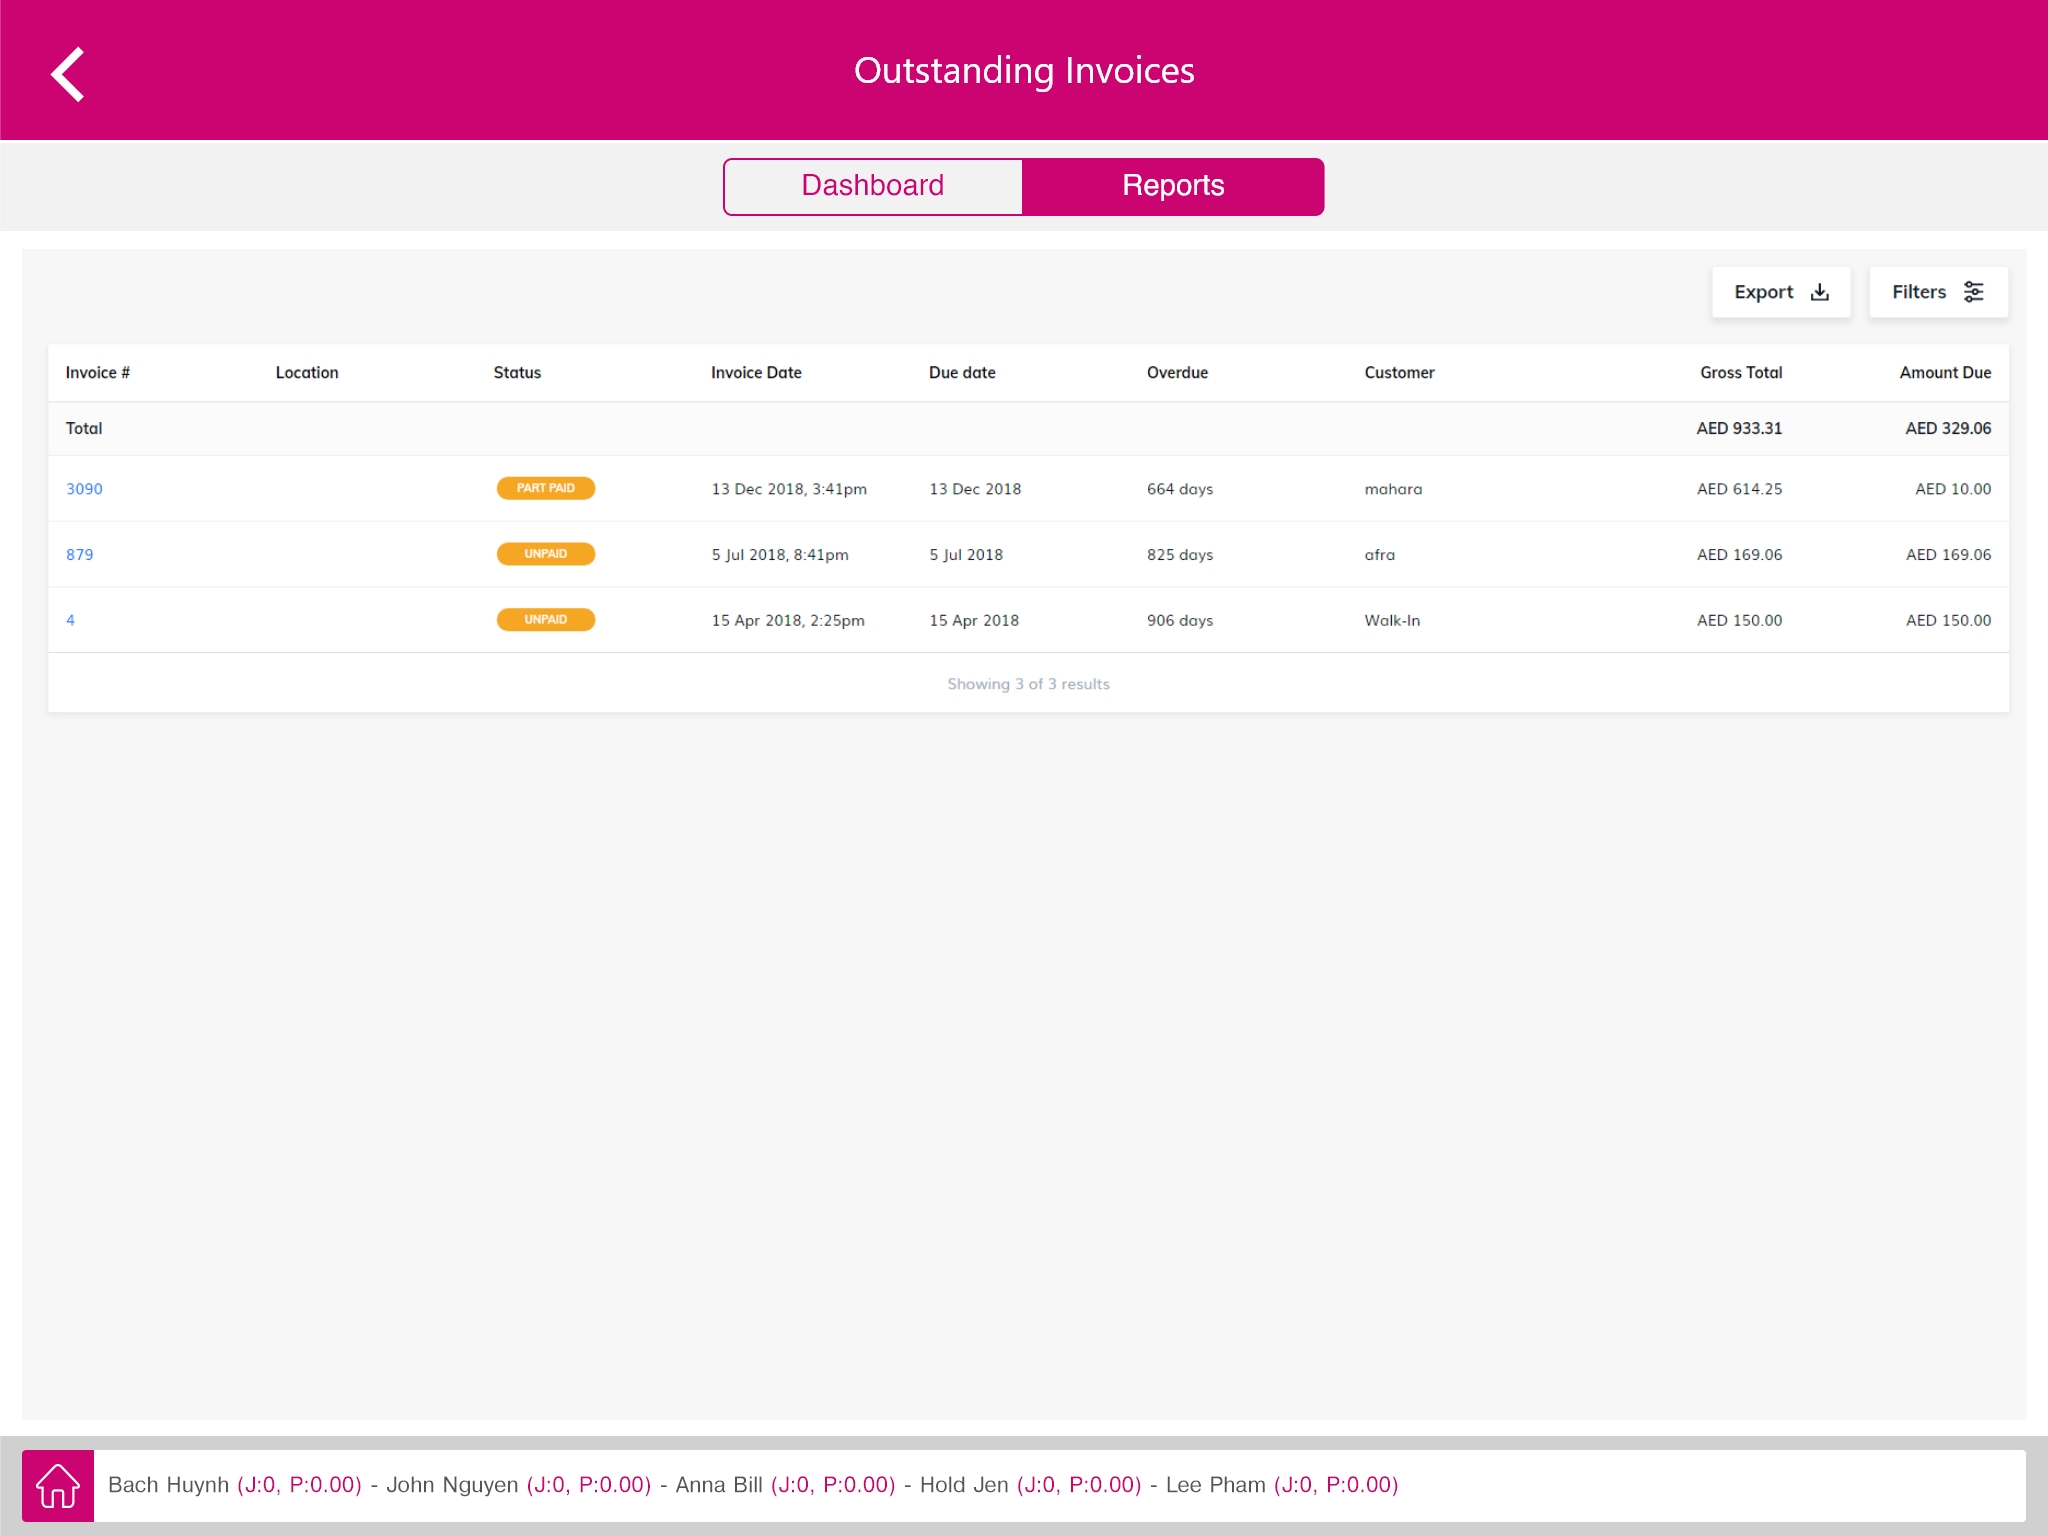 Outstanding Invoices
Dashboard Reports
Export Filters
Invoice # Location Status Invoice Date Due date Overdue Customer Gross Total Amount Due
Total AED 933.31 AED 329.06
3090 PART PAID 13 Dec 2018, 3:41pm 13 Dec 2018 664 days mahara AED 614.25 AED 10.00
879 UNPAID 5 Jul 2018, 8:41pm 5 Jul 2018 825 days afra AED 169.06 AED 169.06
4 UNPAID 15 Apr 2018, 2:25pm 15 Apr 2018 906 days Walk-In AED 150.00 AED 150.00
Showing 3 of 3 results
Bach Huynh (J:0, P:0.00) - John Nguyen (J:0, P:0.00) - Anna Bill (J:0, P:0.00) - Hold Jen (J:0, P:0.00) - Lee Pham (J:0, P:0.00)